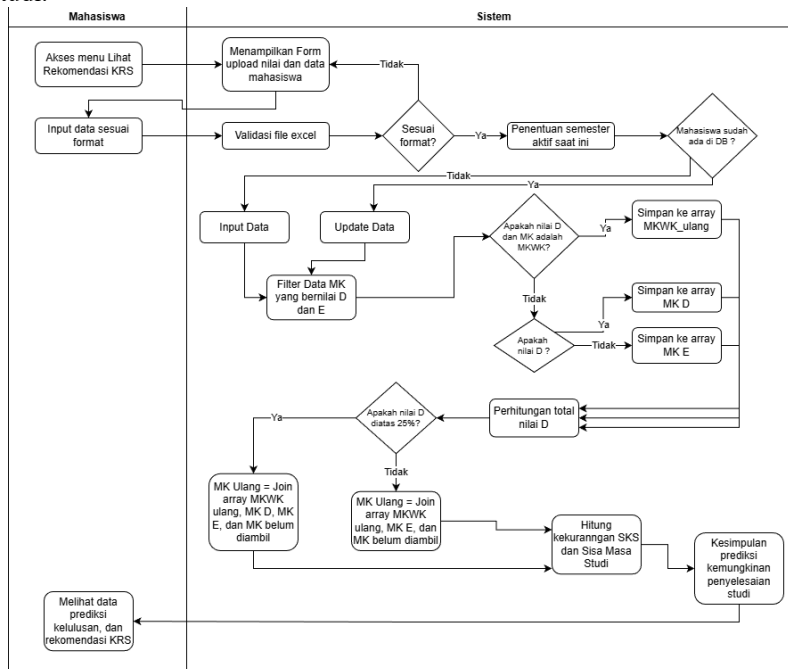 Mahasiswa
Sistem
Akses menu Lihat
Rekomendasi KRS
Menampilkan Form
upload nilai dan data
mahasiswa
Tidak
Input data sesuai
format
Validasi file excel
Sesuai
format?
Ya
Penentuan semester
aktif saat ini
Mahasiswa sudah
ada di DB ?
Tidak
Ya
Input Data
Update Data
Filter Data MK
yang bernilai D
dan E
Apakah nilai D
dan MK adalah
MKWK?
Ya
Simpan ke array
MKWK_ulang
Tidak
Apakah
nilai D ?
Ya
Simpan ke array
MK D
Tidak
Simpan ke array
MK E
Perhitungan total
nilai D
Apakah nilai D
diatas 25%?
Ya
Tidak
MK Ulang = Join
array MKWK
ulang, MK D, MK
E, dan MK belum
diambil
MK Ulang = Join
array MKWK
ulang, MK E, dan
MK belum diambil
Hitung
kekuranngan SKS
dan Sisa Masa
Studi
Kesimpulan
prediksi
kemungkinan
penyelesaian
studi
Melihat data
prediksi
kelulusan, dan
rekomendasi KRS